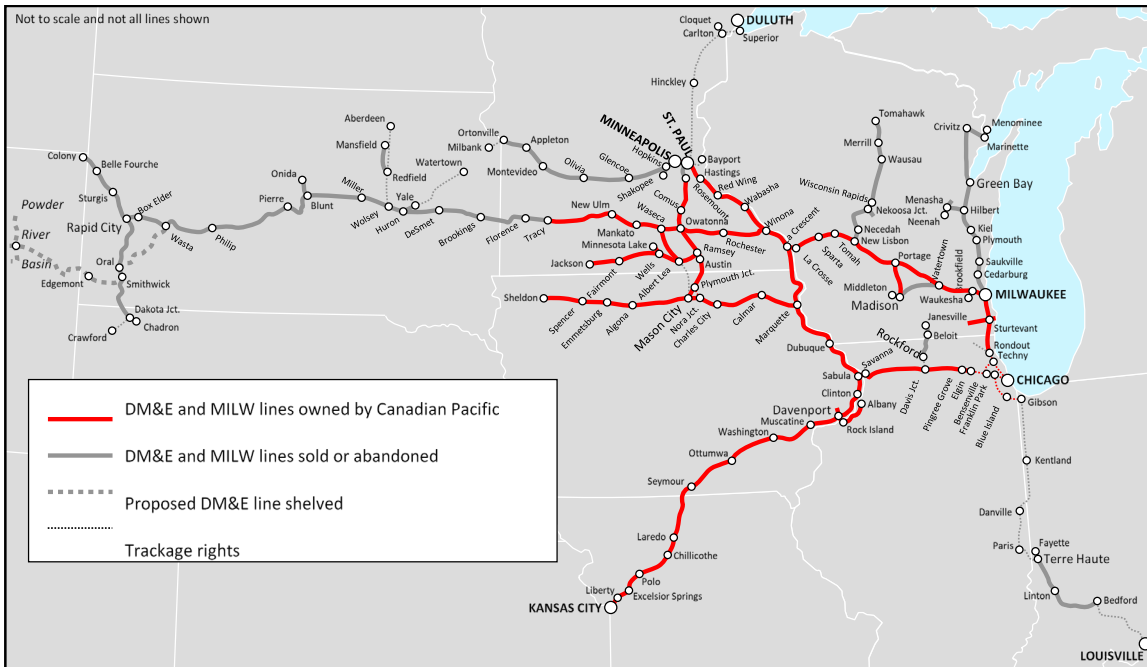 Not to scale and not all lines shown
Cloquet
Carlton
DULUTH
Superior
Hinckley
Tomahawk
Merrill
Wausau
Crivitz
Menominee
Marinette
Aberdeen
Mansfield
Redfield
Watertown
Ortonville
Milbank
Appleton
Montevideo
Olivia
Glencoe
Hopkins
Shakopee
MINNEAPOLIS
ST. PAUL
Bayport
Hastings
Red Wing
Wabasha
Rosemount
Comus
Colony
Belle Fourche
Sturgis
Box Elder
Rapid City
Wasta
Philip
Pierre
Onida
Blunt
Miller
Wolsey
Yale
Huron
DeSmet
Brookings
Florence
Tracy
New Ulm
Mankato
Waseca
Owatonna
Rochester
Winona
La Crescent
La Crosse
Sparta
Tomah
Wisconsin Rapids
Nekoosa Jct.
Necedah
New Lisbon
Portage
Watertown
Brookfield
Green Bay
Menasha
Neenah
Hilbert
Kiel
Plymouth
Saukville
Cedarburg
MILWAUKEE
Waukesha
Middleton
Madison
Janesville
Beloit
Rockford
Sturtevant
Rondout
Techny
CHICAGO
Gibson
Powder
River
Basin
Edgemont
Oral
Smithwick
Dakota Jct.
Chadron
Crawford
Minnesota Lake
Jackson
Fairmont
Wells
Albert Lea
Ramsey
Austin
Plymouth Jct.
Sheldon
Spencer
Emmetsburg
Algona
Mason City
Nora Jct.
Charles City
Calmar
Marquette
Dubuque
Savanna
Sabula
Clinton
Albany
Davis Jct.
Pingree Grove
Elgin
Bensenville
Franklin Park
Blue Island
Davenport
Rock Island
Muscatine
Washington
Ottumwa
Seymour
Laredo
Chillicothe
Polo
Excelsior Springs
Liberty
KANSAS CITY
Kentland
Danville
Paris
Fayette
Terre Haute
Linton
Bedford
LOUISVILLE
DM&E and MILW lines owned by Canadian Pacific
DM&E and MILW lines sold or abandoned
Proposed DM&E line shelved
Trackage rights